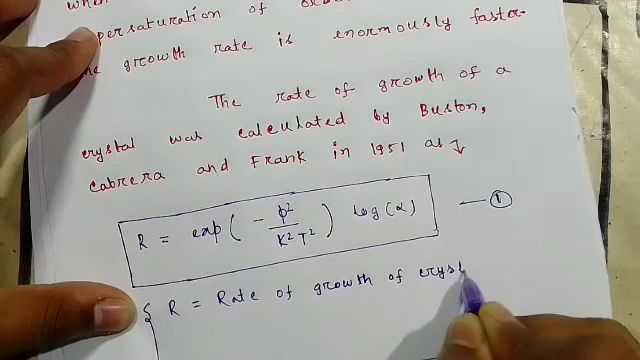 persaturation of
growth rate is enormously faster.
The rate of growth of a
crystal was calculated by Buston,
Cabrera and Frank in 1951 as ↓
R = exp ( - φ²/K²T² ) log (α) — ①
{ R = Rate of growth of cryst